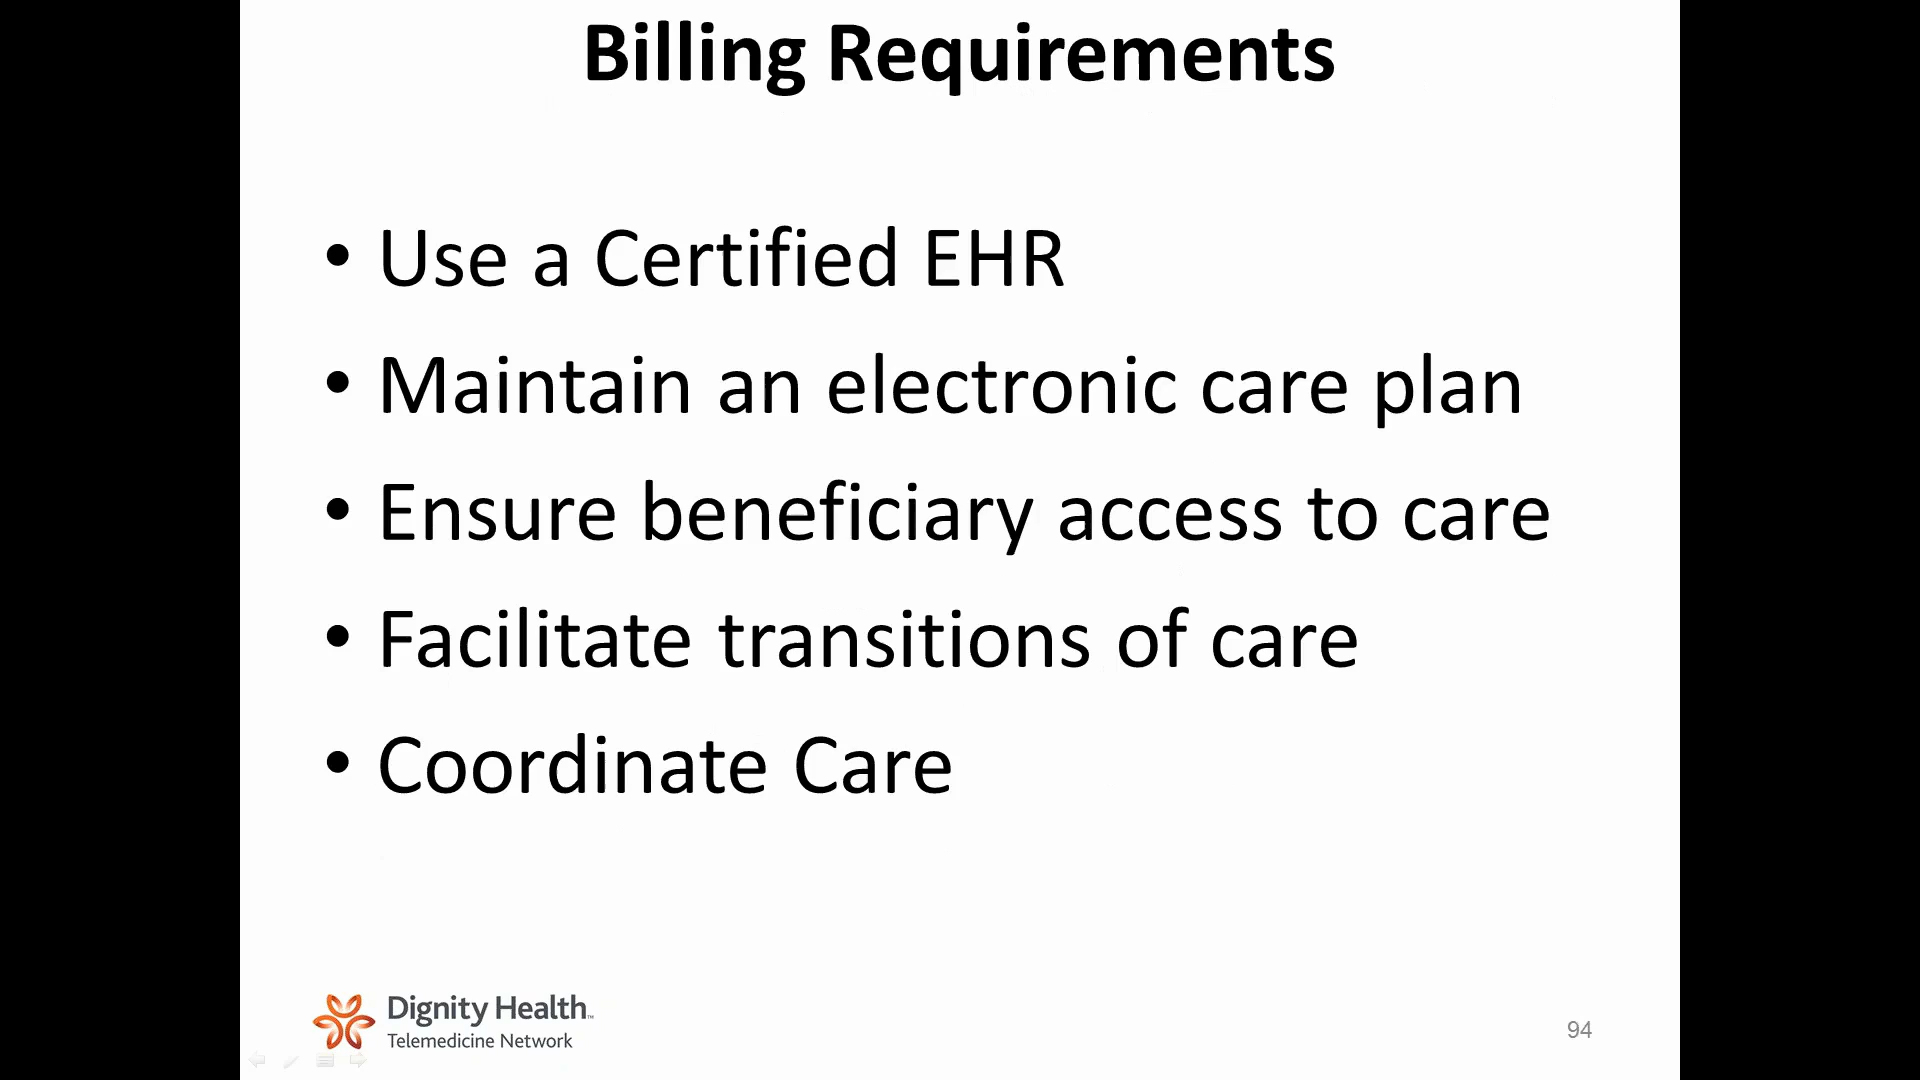 Billing Requirements
• Use a Certified EHR
• Maintain an electronic care plan
• Ensure beneficiary access to care
• Facilitate transitions of care
• Coordinate Care
Dignity Health™
Telemedicine Network
94